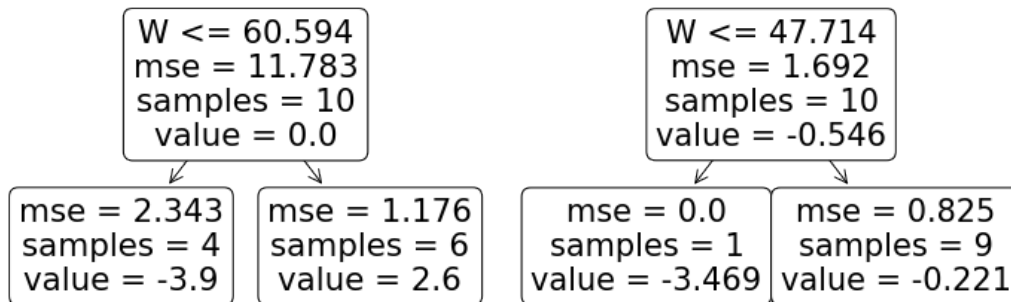 W <= 60.594
mse = 11.783
samples = 10
value = 0.0
mse = 2.343
samples = 4
value = -3.9
mse = 1.176
samples = 6
value = 2.6
W <= 47.714
mse = 1.692
samples = 10
value = -0.546
mse = 0.0
samples = 1
value = -3.469
mse = 0.825
samples = 9
value = -0.221